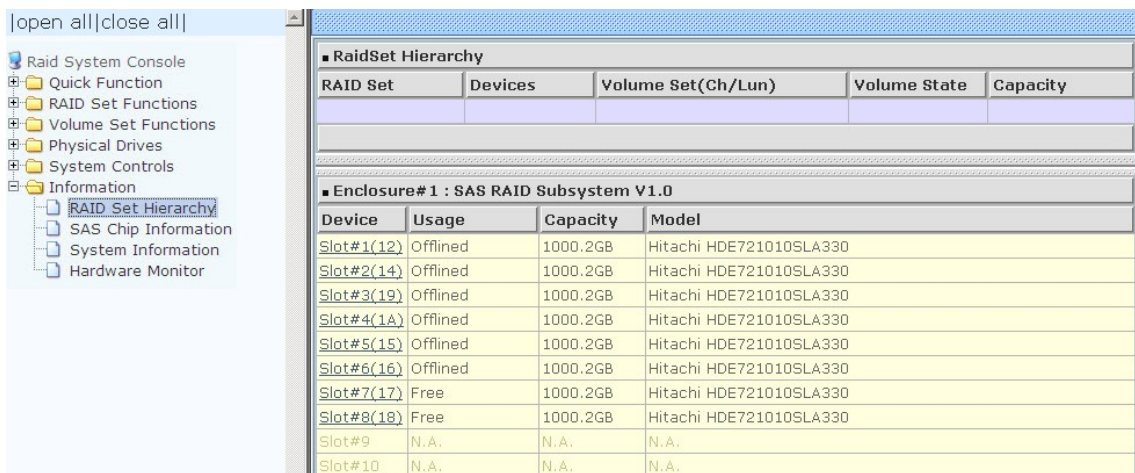 |open all|close all|
Raid System Console
Quick Function
RAID Set Functions
Volume Set Functions
Physical Drives
System Controls
Information
RAID Set Hierarchy
SAS Chip Information
System Information
Hardware Monitor
RaidSet Hierarchy
RAID Set Devices Volume Set(Ch/Lun) Volume State Capacity
Enclosure#1 : SAS RAID Subsystem V1.0
Device Usage Capacity Model
Slot#1(12) Offlined 1000.2GB Hitachi HDE721010SLA330
Slot#2(14) Offlined 1000.2GB Hitachi HDE721010SLA330
Slot#3(19) Offlined 1000.2GB Hitachi HDE721010SLA330
Slot#4(1A) Offlined 1000.2GB Hitachi HDE721010SLA330
Slot#5(15) Offlined 1000.2GB Hitachi HDE721010SLA330
Slot#6(16) Offlined 1000.2GB Hitachi HDE721010SLA330
Slot#7(17) Free 1000.2GB Hitachi HDE721010SLA330
Slot#8(18) Free 1000.2GB Hitachi HDE721010SLA330
Slot#9 N.A. N.A. N.A.
Slot#10 N.A. N.A. N.A.